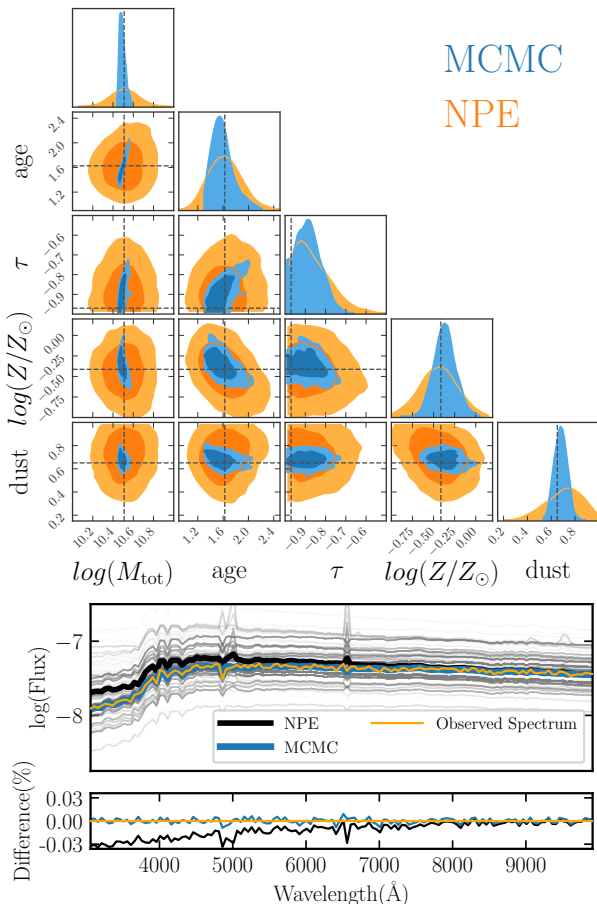 MCMC
NPE
age
2.4
2.0
1.6
1.2
τ
−0.6
−0.7
−0.8
−0.9
log(Z/Z⊙)
0.00
−0.25
−0.50
−0.75
dust
0.8
0.6
0.4
0.2
10.2 10.6 10.8 1.2 1.6 2.0 2.4 −0.9 −0.8 −0.7 −0.6 −0.75 −0.50 −0.25 0.00 0.2 0.4 0.6 0.8
log(M_tot) age τ log(Z/Z⊙) dust
log(Flux)
−7
−8
NPE
MCMC
Observed Spectrum
Difference(%)
0.03
0.00
-0.03
4000 5000 6000 7000 8000 9000
Wavelength(Å)